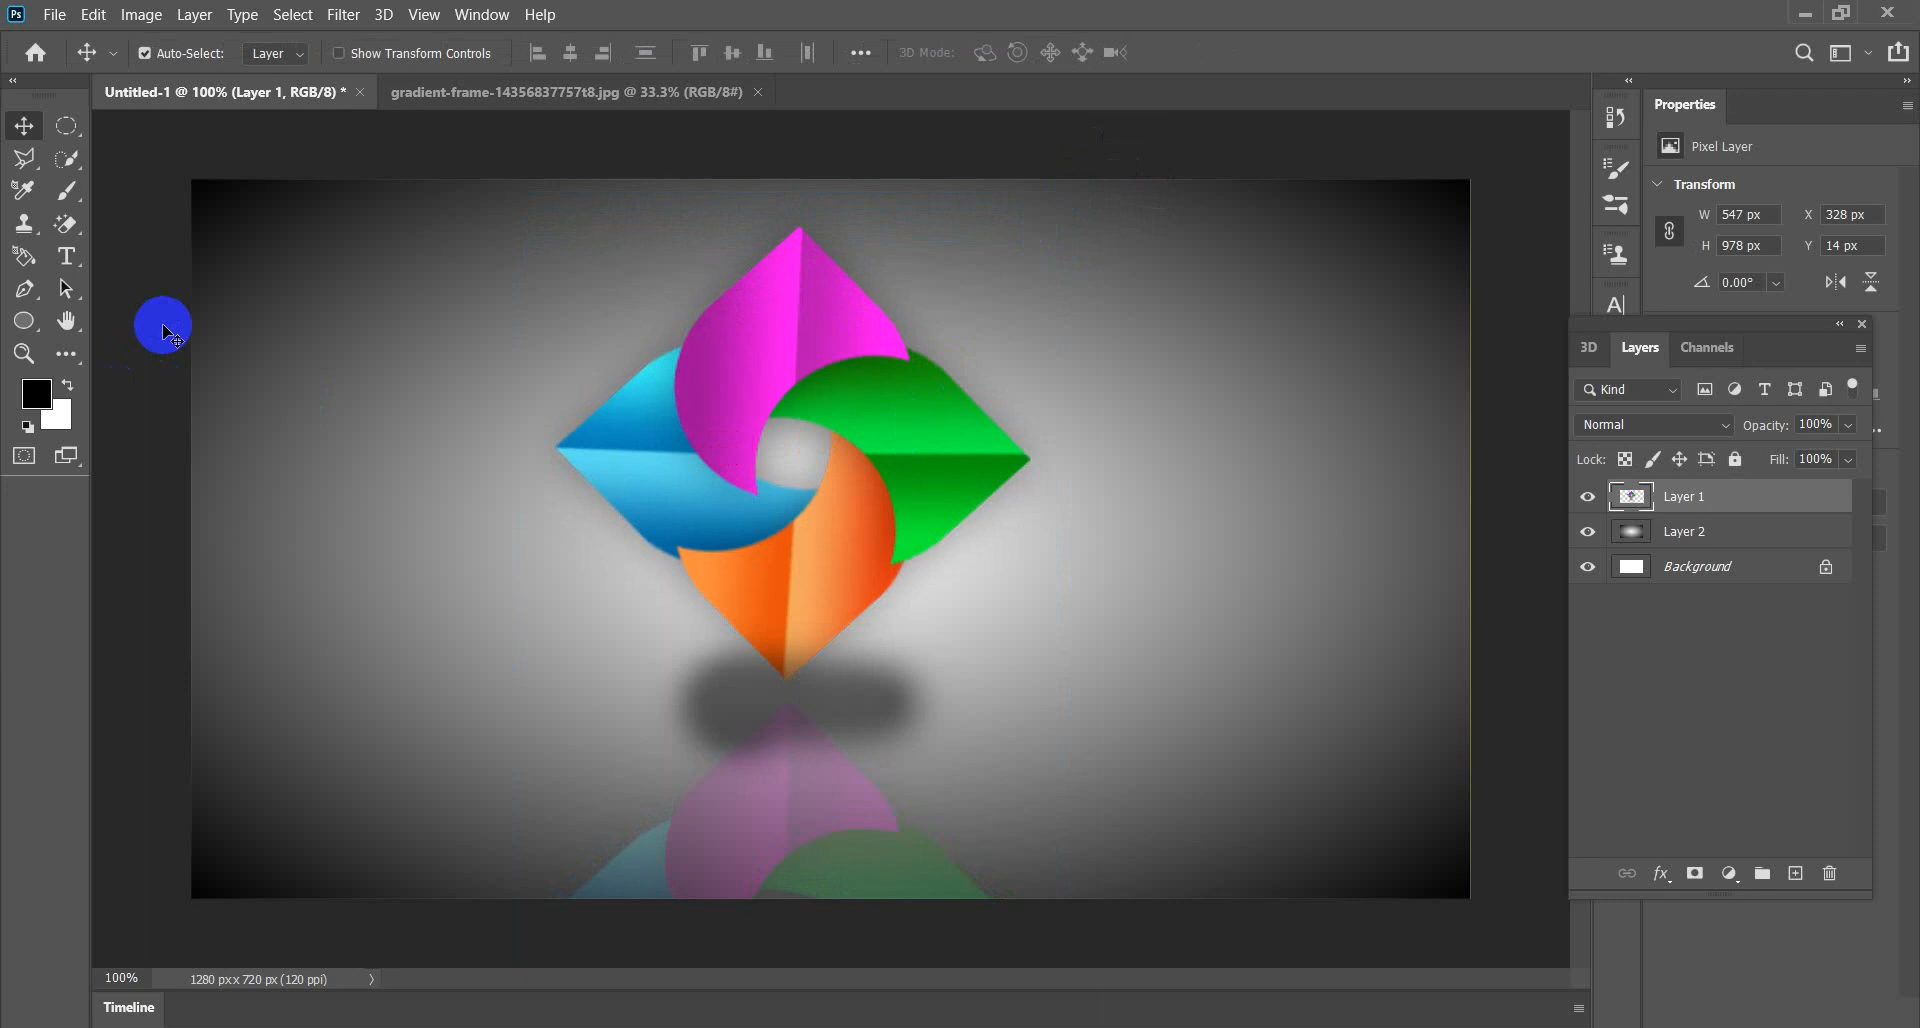 Ps File Edit Image Layer Type Select Filter 3D View Window Help
Auto-Select: Layer Show Transform Controls 3D Mode:
Untitled-1 @ 100% (Layer 1, RGB/8) * gradient-frame-14356837757t8.jpg @ 33.3% (RGB/8#)
Properties
Pixel Layer
Transform
W 547 px X 328 px
H 978 px Y 14 px
0.00°
3D Layers Channels
Kind
Normal Opacity: 100%
Lock: Fill: 100%
Layer 1
Layer 2
Background
fx
100% 1280 px x 720 px (120 ppi)
Timeline